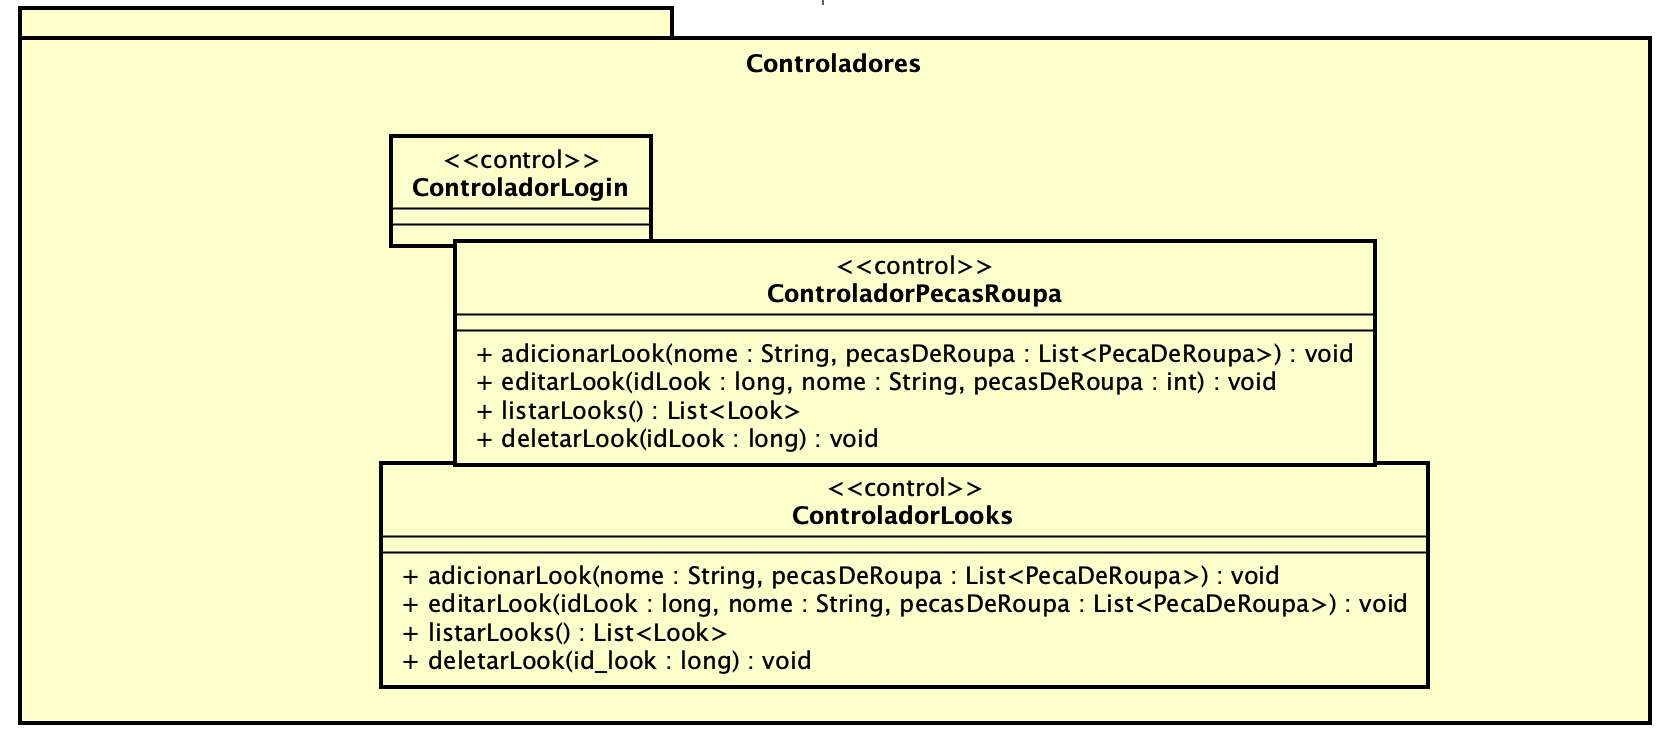 Controladores
<<control>>
ControladorLogin
<<control>>
ControladorPecasRoupa
+ adicionarLook(nome : String, pecasDeRoupa : List<PecaDeRoupa>) : void
+ editarLook(idLook : long, nome : String, pecasDeRoupa : int) : void
+ listarLooks() : List<Look>
+ deletarLook(idLook : long) : void
<<control>>
ControladorLooks
+ adicionarLook(nome : String, pecasDeRoupa : List<PecaDeRoupa>) : void
+ editarLook(idLook : long, nome : String, pecasDeRoupa : List<PecaDeRoupa>) : void
+ listarLooks() : List<Look>
+ deletarLook(id_look : long) : void